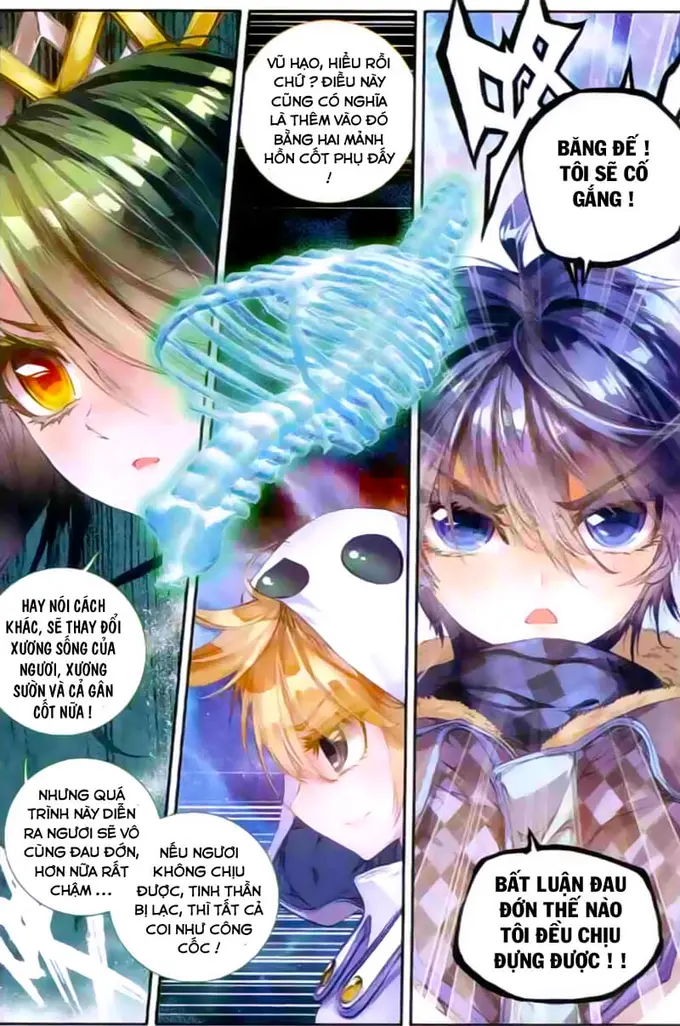 VŨ HẠO, HIỂU RỒI
CHỨ ? ĐIỀU NÀY
CŨNG CÓ NGHĨA
LÀ THÊM VÀO ĐÓ
BẰNG HAI MẢNH
HỒN CỐT PHỤ ĐẤY
!
BĂNG ĐẾ !
TÔI SẼ CỐ
GẮNG !
HAY NÓI CÁCH
KHÁC, SẼ THAY ĐỔI
XƯƠNG SỐNG CỦA
NGƯƠI, XƯƠNG
SƯỜN VÀ CẢ GÂN
CỐT NỮA !
NHƯNG QUÁ
TRÌNH NÀY DIỄN
RA NGƯƠI SẼ VÔ
CÙNG ĐAU ĐỚN,
HƠN NỮA RẤT
CHẬM ...
NẾU NGƯƠI
KHÔNG CHỊU
ĐƯỢC, TINH THẦN
BỊ LẠC, THÌ TẤT CẢ
COI NHƯ CÔNG
CỐC !
BẤT LUẬN ĐAU
ĐỚN THẾ NÀO
TÔI ĐỀU CHỊU
ĐỰNG ĐƯỢC ! !